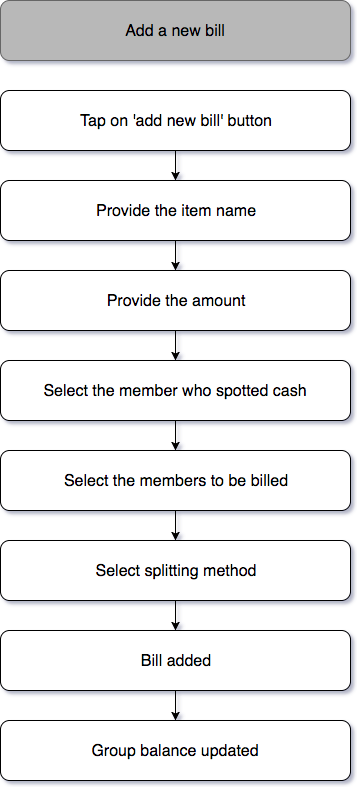 Add a new bill
Tap on 'add new bill' button
Provide the item name
Provide the amount
Select the member who spotted cash
Select the members to be billed
Select splitting method
Bill added
Group balance updated